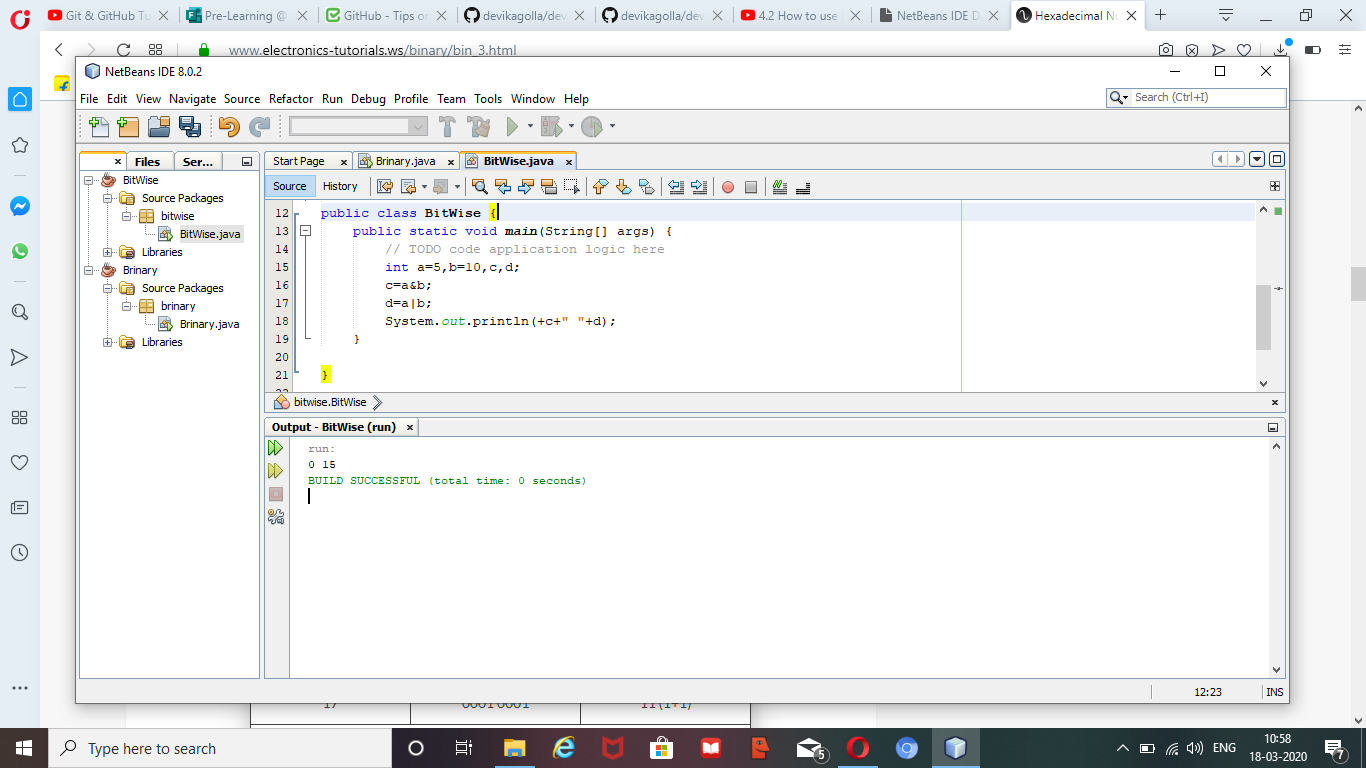 Git & GitHub Tu
Pre-Learning @
GitHub - Tips or
devikagolla/dev
devikagolla/dev
4.2 How to use
NetBeans IDE D
Hexadecimal Nu
www.electronics-tutorials.ws/binary/bin_3.html
NetBeans IDE 8.0.2
File Edit View Navigate Source Refactor Run Debug Profile Team Tools Window Help
Search (Ctrl+I)
Files Ser...
Start Page Brinary.java BitWise.java
Source History
BitWise
Source Packages
bitwise
BitWise.java
Libraries
Brinary
Source Packages
brinary
Brinary.java
Libraries
12 public class BitWise {
13 public static void main(String[] args) {
14 // TODO code application logic here
15 int a=5,b=10,c,d;
16 c=a&b;
17 d=a|b;
18 System.out.println(+c+" "+d);
19 }
20
21 }
bitwise.BitWise
Output - BitWise (run)
run:
0 15
BUILD SUCCESSFUL (total time: 0 seconds)
12:23 INS
17 0001 0001 11 (1+1)
Type here to search
5
ENG
10:58
18-03-2020
7